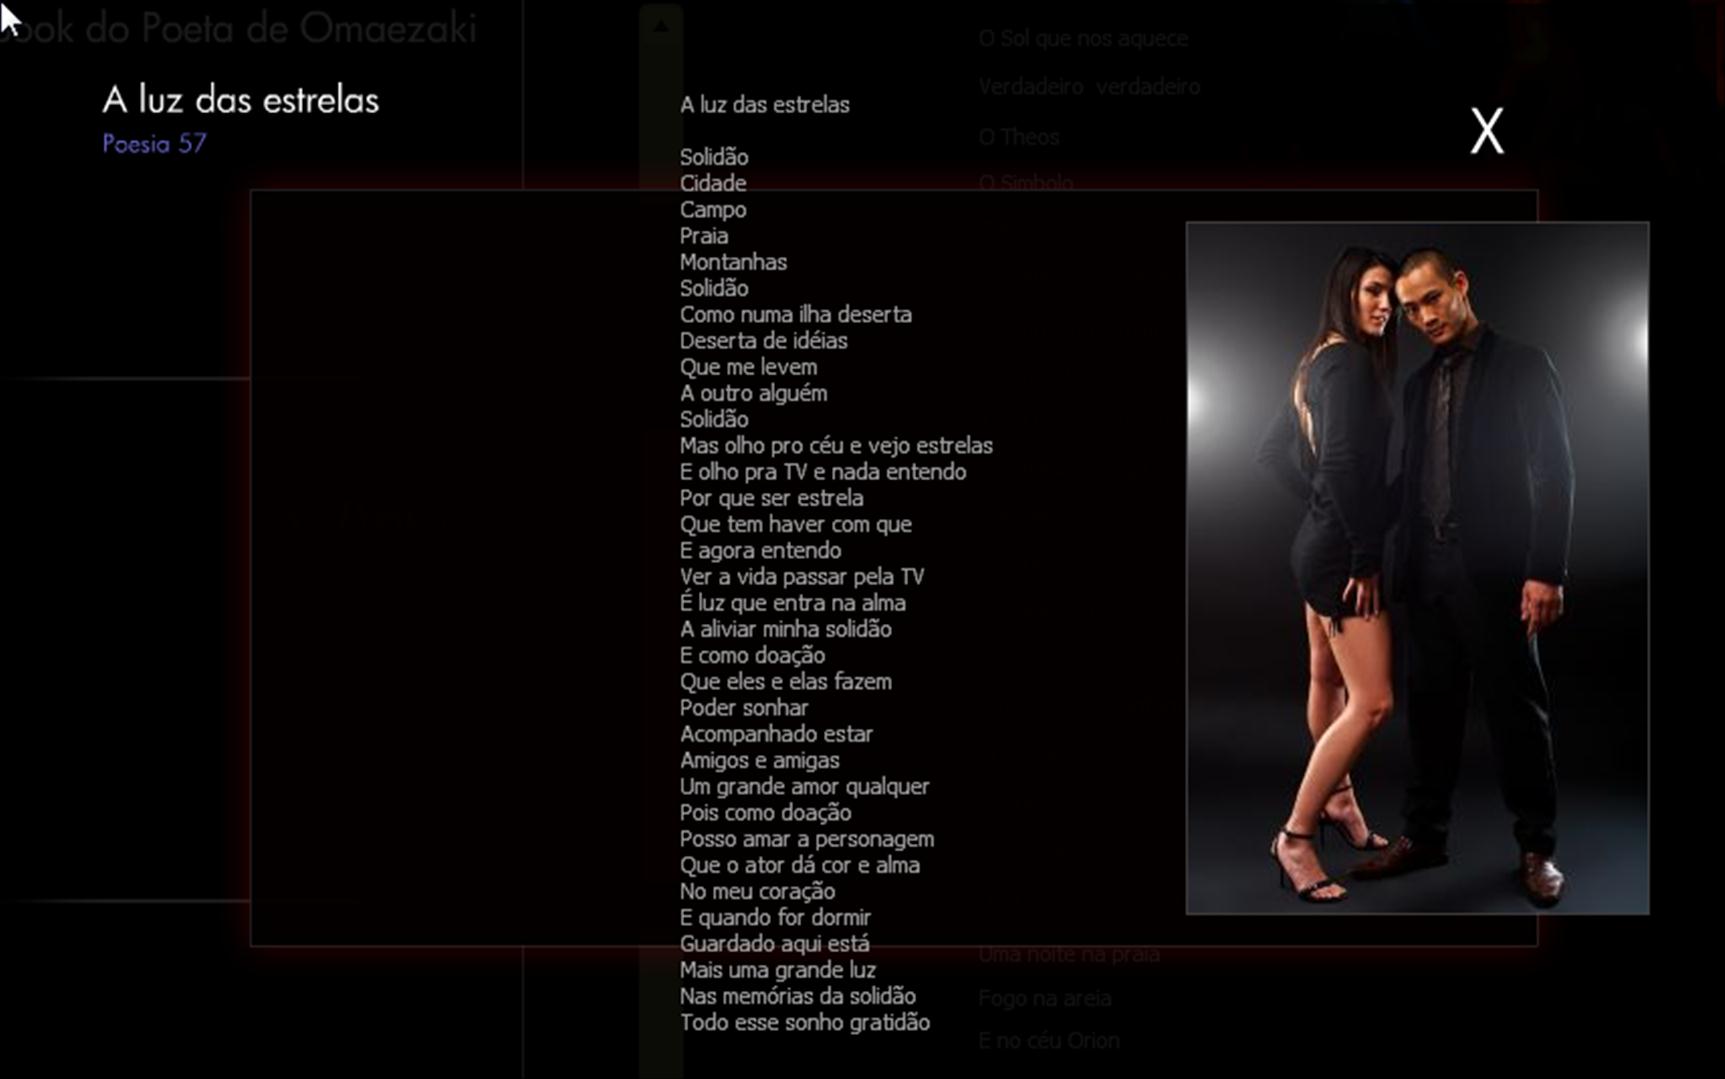 ook do Poeta de Omaezaki
A luz das estrelas
Poesia 57
X
A luz das estrelas
Solidão
Cidade
Campo
Praia
Montanhas
Solidão
Como numa ilha deserta
Deserta de idéias
Que me levem
A outro alguém
Solidão
Mas olho pro céu e vejo estrelas
E olho pra TV e nada entendo
Por que ser estrela
Que tem haver com que
E agora entendo
Ver a vida passar pela TV
É luz que entra na alma
A aliviar minha solidão
E como doação
Que eles e elas fazem
Poder sonhar
Acompanhado estar
Amigos e amigas
Um grande amor qualquer
Pois como doação
Posso amar a personagem
Que o ator dá cor e alma
No meu coração
E quando for dormir
Guardado aqui está
Mais uma grande luz
Nas memórias da solidão
Todo esse sonho gratidão
O Sol que nos aquece
Verdadeiro verdadeiro
O Theos
O Simbolo
Uma noite na praia
Fogo na areia
E no céu Orion